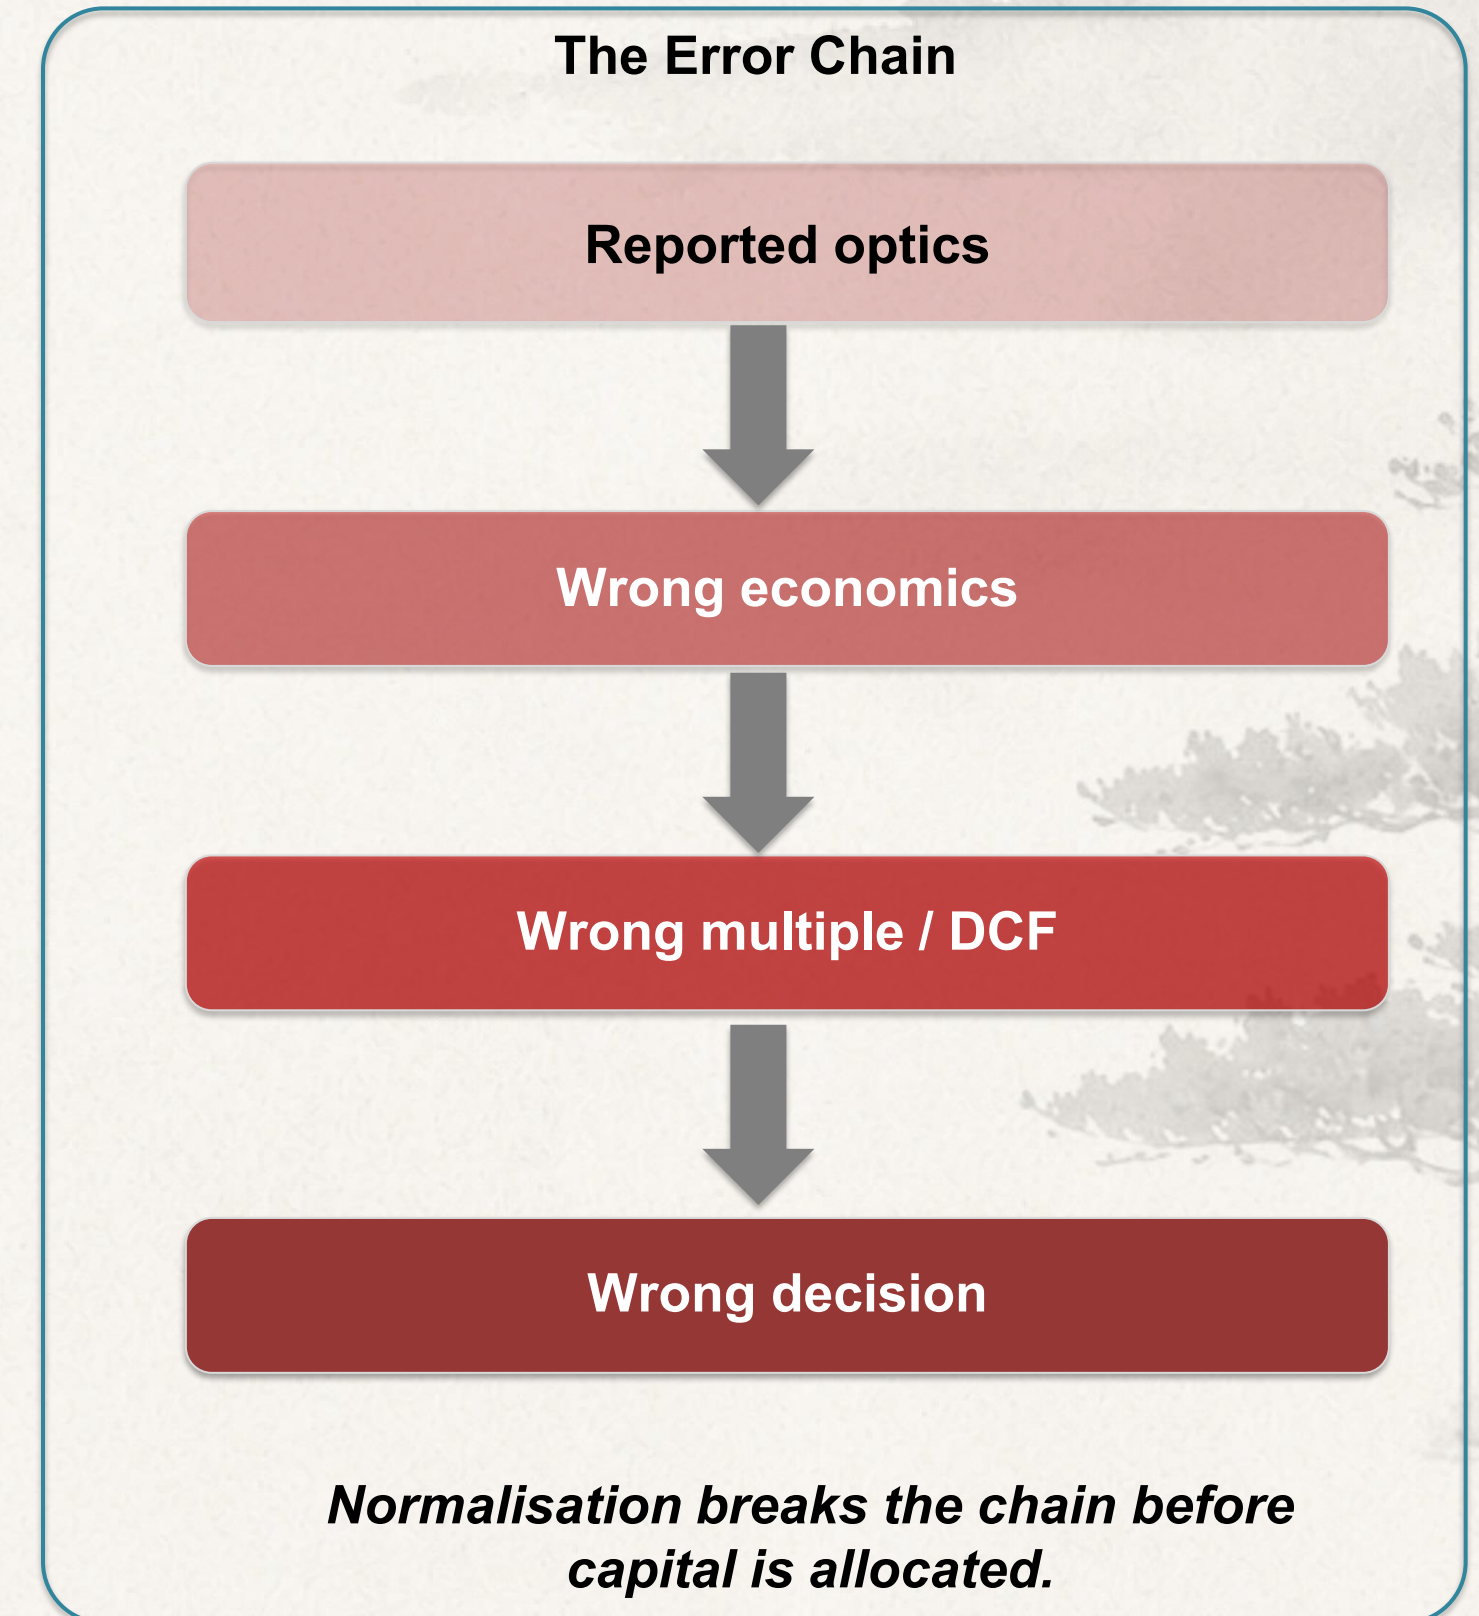 The Error Chain
Reported optics
Wrong economics
Wrong multiple / DCF
Wrong decision
Normalisation breaks the chain before
capital is allocated.